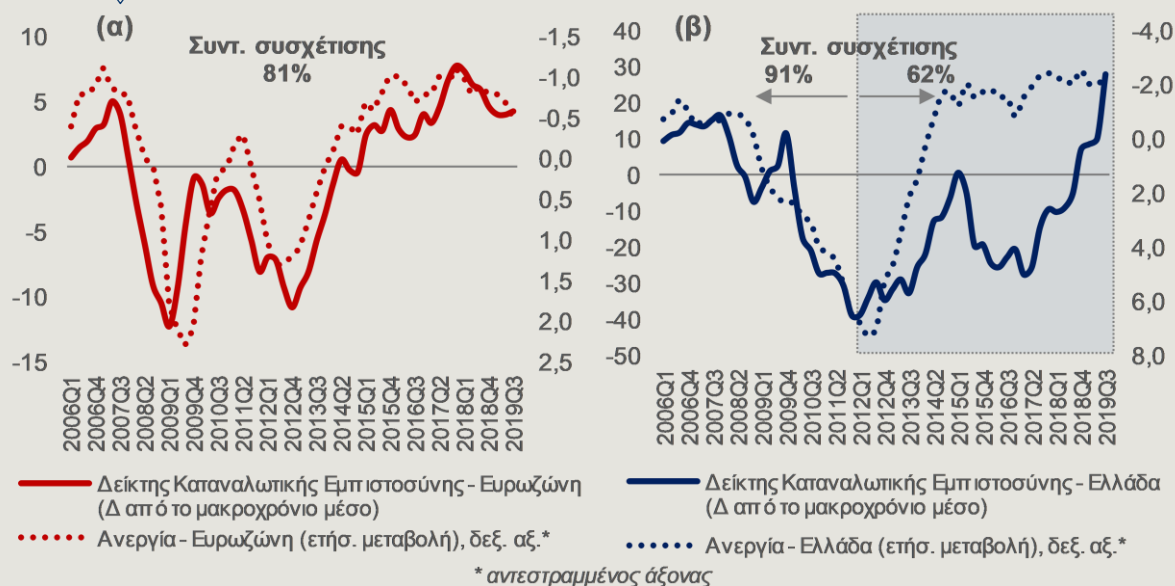 (α)
Συντ. συσχέτισης
81%
10
5
0
-5
-10
-15
-1,5
-1,0
-0,5
0,0
0,5
1,0
1,5
2,0
2,5
2006Q1
2006Q4
2007Q3
2008Q2
2009Q1
2009Q4
2010Q3
2011Q2
2012Q1
2012Q4
2013Q3
2014Q2
2015Q1
2015Q4
2016Q3
2017Q2
2018Q1
2018Q4
2019Q3
Δείκτης Καταναλωτικής Εμπιστοσύνης - Ευρωζώνη
(Δ από το μακροχρόνιο μέσο)
Ανεργία - Ευρωζώνη (ετήσ. μεταβολή), δεξ. αξ.*
(β)
Συντ. συσχέτισης
91% 62%
40
30
20
10
0
-10
-20
-30
-40
-50
-4,0
-2,0
0,0
2,0
4,0
6,0
8,0
2006Q1
2006Q4
2007Q3
2008Q2
2009Q1
2009Q4
2010Q3
2011Q2
2012Q1
2012Q4
2013Q3
2014Q2
2015Q1
2015Q4
2016Q3
2017Q2
2018Q1
2018Q4
2019Q3
Δείκτης Καταναλωτικής Εμπιστοσύνης - Ελλάδα
(Δ από το μακροχρόνιο μέσο)
Ανεργία - Ελλάδα (ετήσ. μεταβολή), δεξ. αξ.*
* αντεστραμμένος άξονας